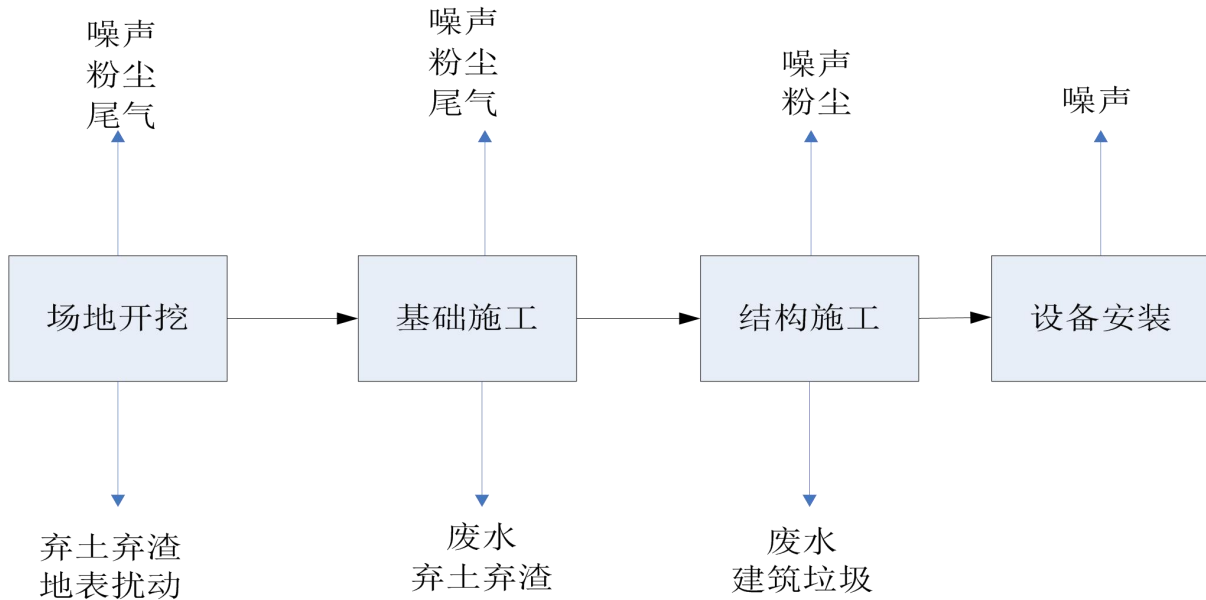 噪声
粉尘
尾气
噪声
粉尘
尾气
噪声
粉尘
噪声
场地开挖
基础施工
结构施工
设备安装
弃土弃渣
地表扰动
废水
弃土弃渣
废水
建筑垃圾